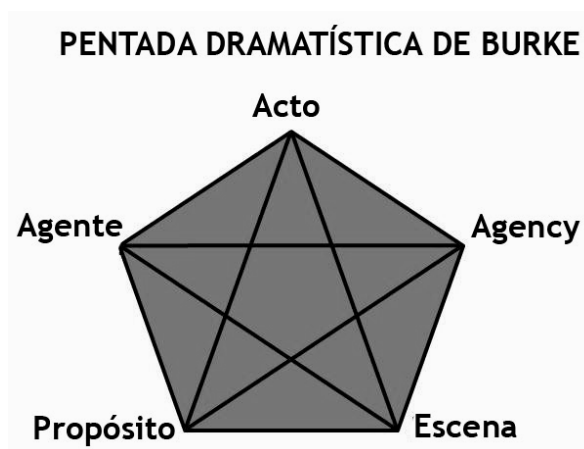 PENTADA DRAMATÍSTICA DE BURKE
Acto
Agente
Agency
Propósito
Escena